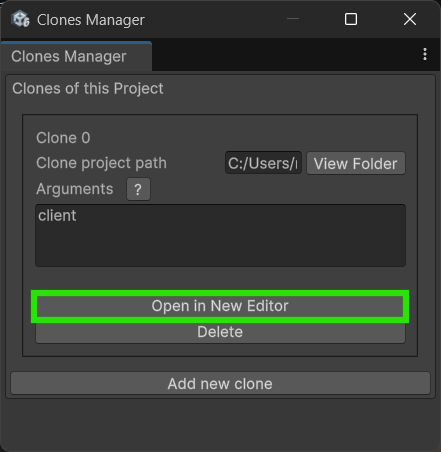 Clones Manager
Clones Manager
Clones of this Project
Clone 0
Clone project path C:/Users/ View Folder
Arguments ?
client
Open in New Editor
Delete
Add new clone